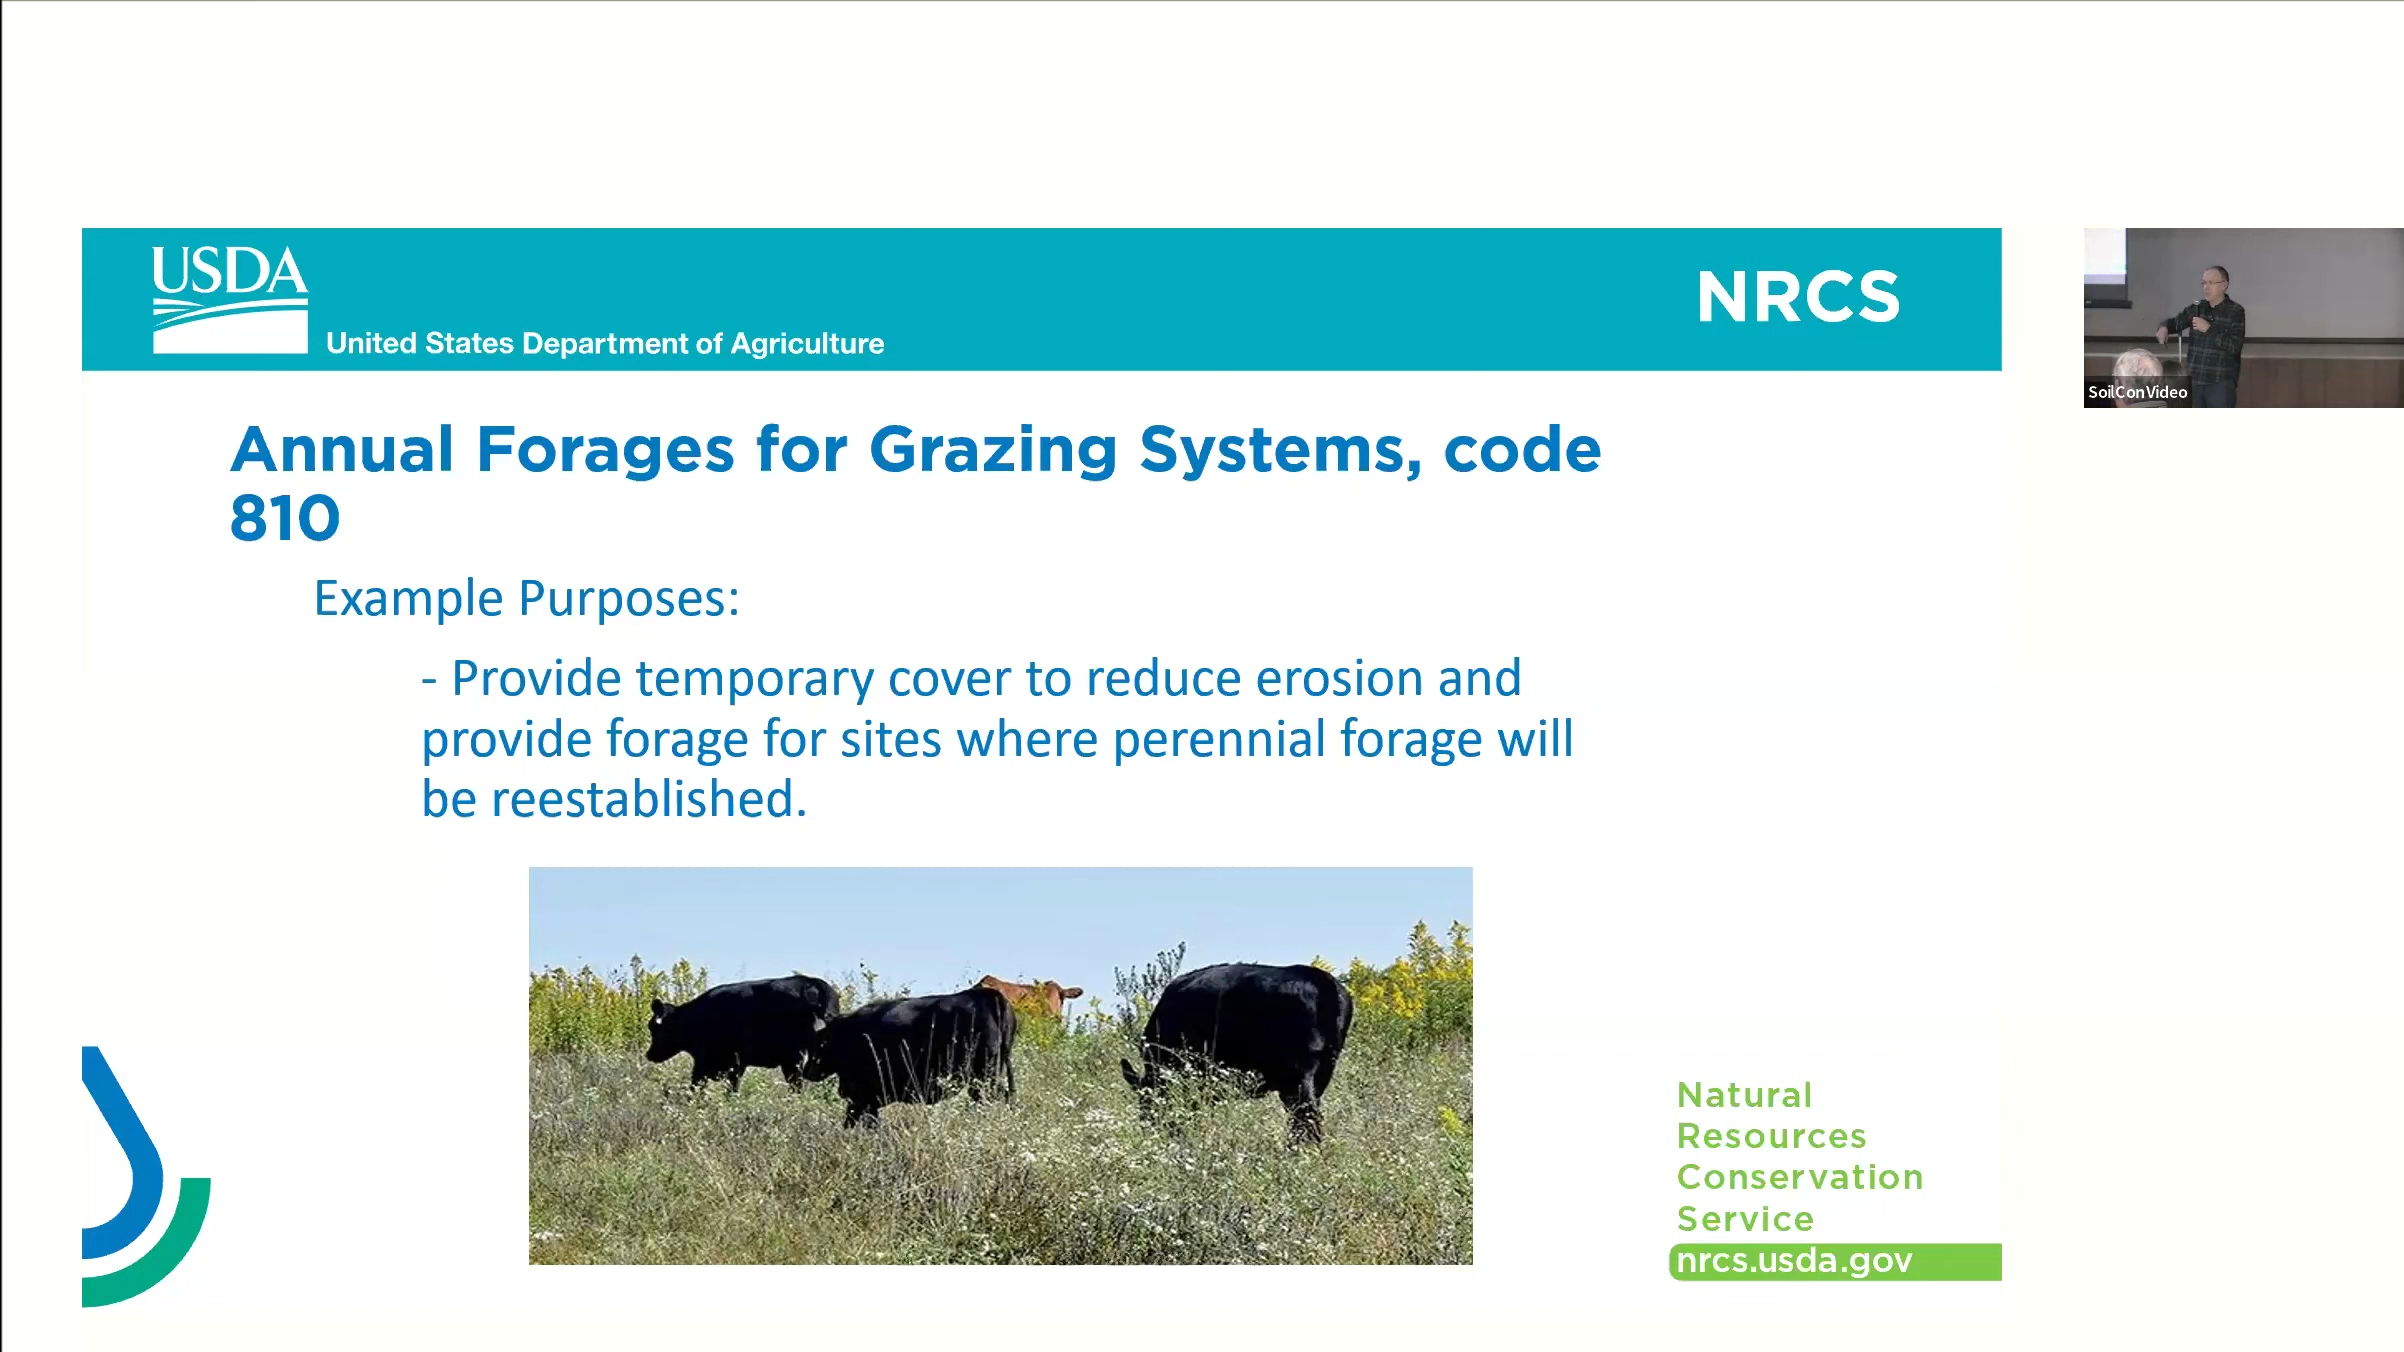 USDA
United States Department of Agriculture
NRCS
SoilConVideo
Annual Forages for Grazing Systems, code
810
Example Purposes:
- Provide temporary cover to reduce erosion and
provide forage for sites where perennial forage will
be reestablished.
Natural
Resources
Conservation
Service
nrcs.usda.gov